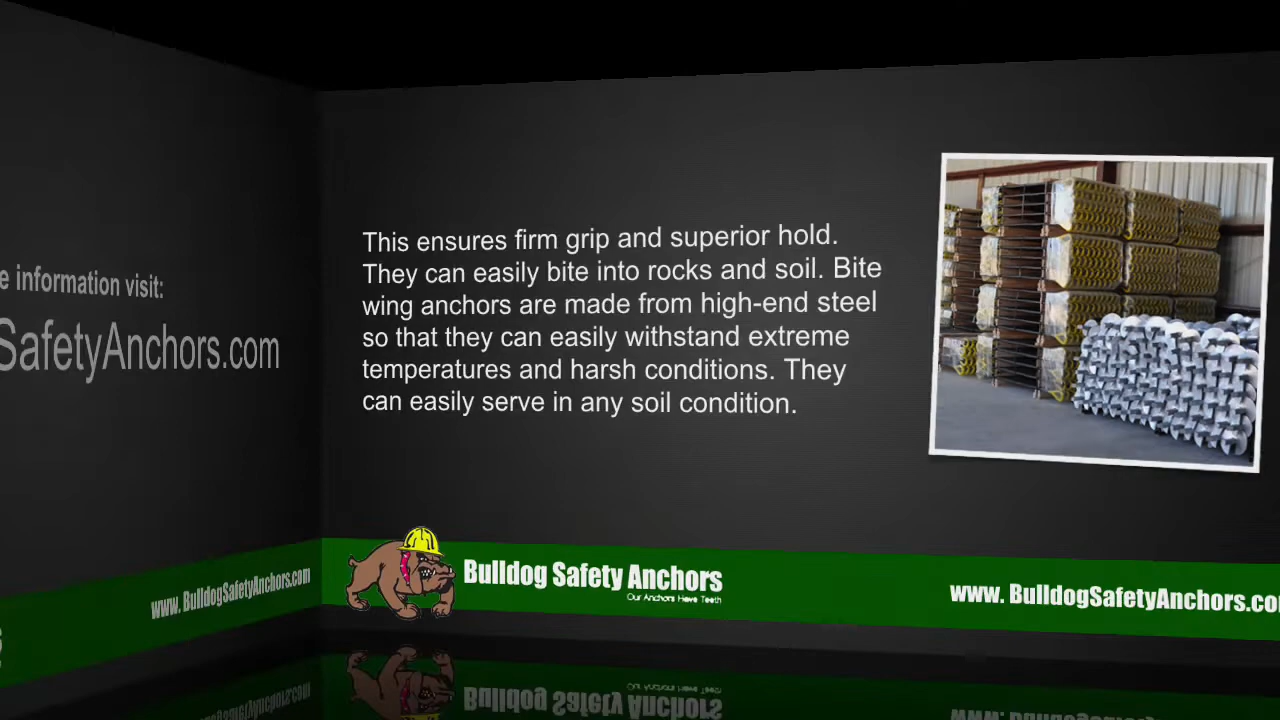 e information visit:
SafetyAnchors.com
www. BulldogSafetyAnchors.com
This ensures firm grip and superior hold.
They can easily bite into rocks and soil. Bite
wing anchors are made from high-end steel
so that they can easily withstand extreme
temperatures and harsh conditions. They
can easily serve in any soil condition.
Bulldog Safety Anchors
Our Anchors Have Teeth
www. BulldogSafetyAnchors.co